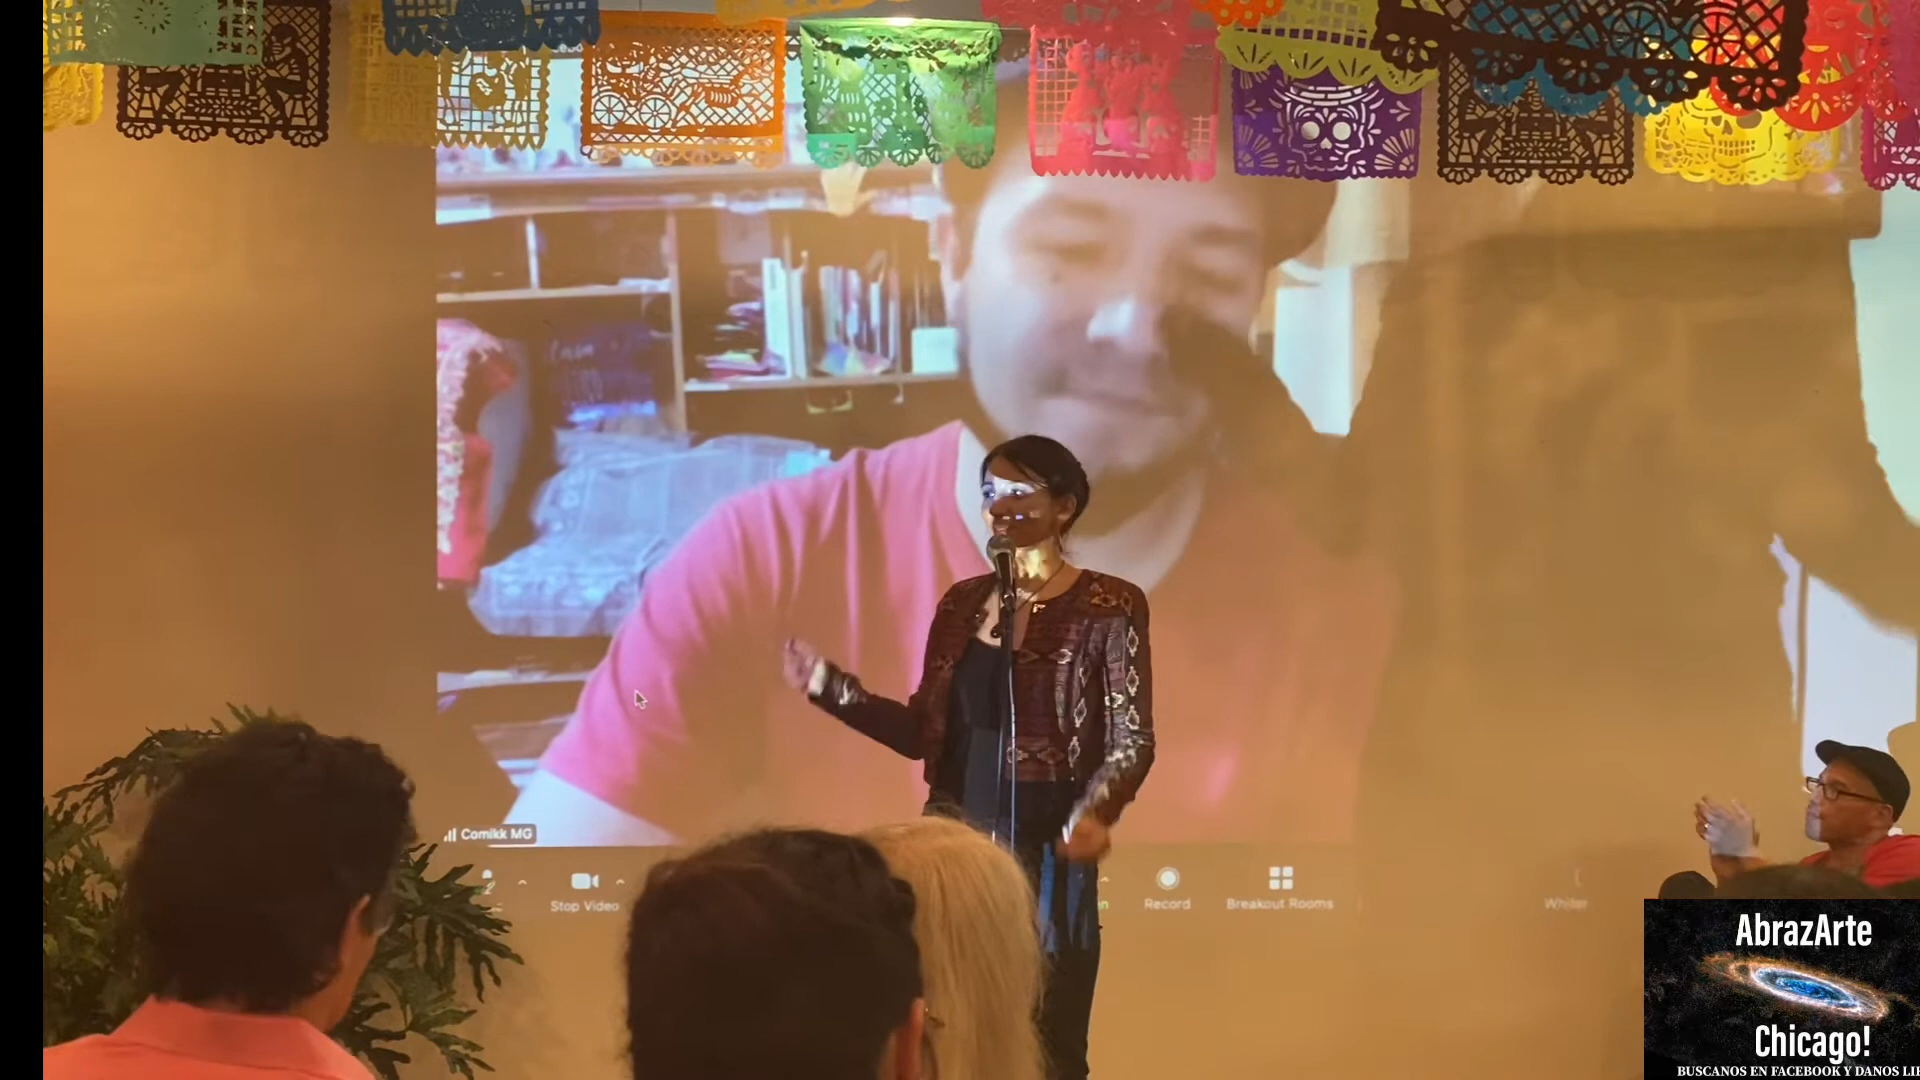 Comikk MG
Stop Video
Record
Breakout Rooms
AbrazArte
Chicago!
BUSCANOS EN FACEBOOK Y DANOS